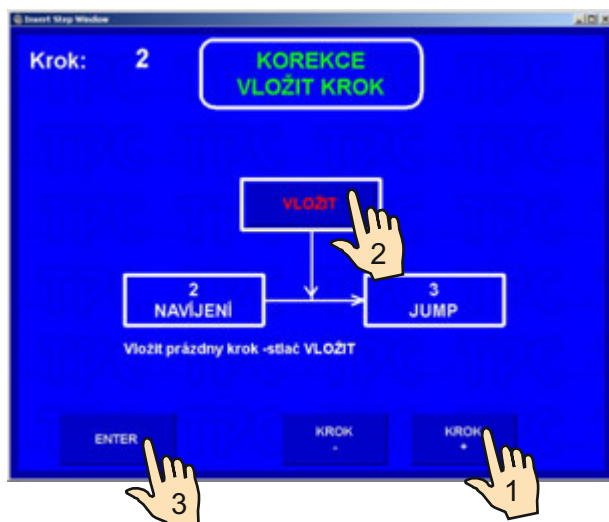 Insert Step Window
Krok: 2
KOREKCE
VLOŽIT KROK
VLOŽIT
2
2
NAVÍJENÍ
3
JUMP
Vložit prázdny krok -stlač VLOŽIT
ENTER
KROK
-
KROK
+
3
1